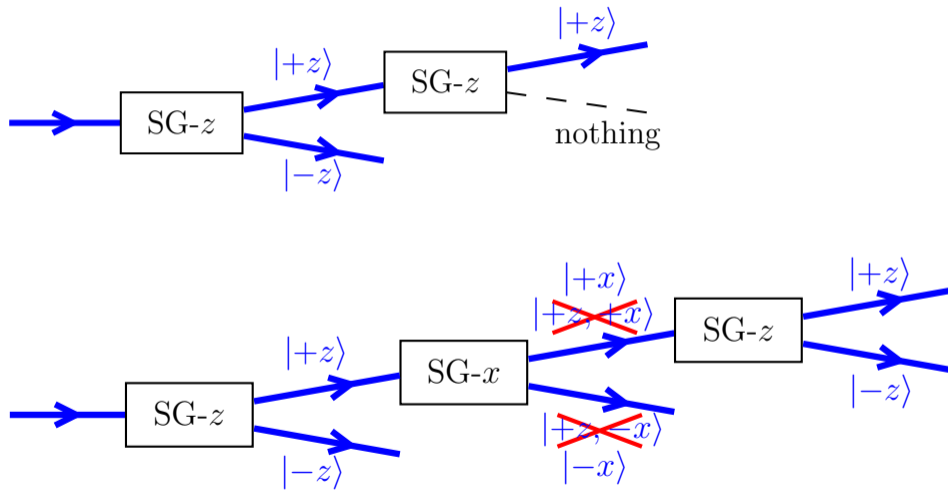 |+z⟩
|+z⟩
SG-z
SG-z
nothing
|−z⟩
|+x⟩
|+z⟩
|+z, +x⟩
SG-z
|+z⟩
SG-x
SG-z
|−z⟩
|+z, −x⟩
|−z⟩
|−x⟩